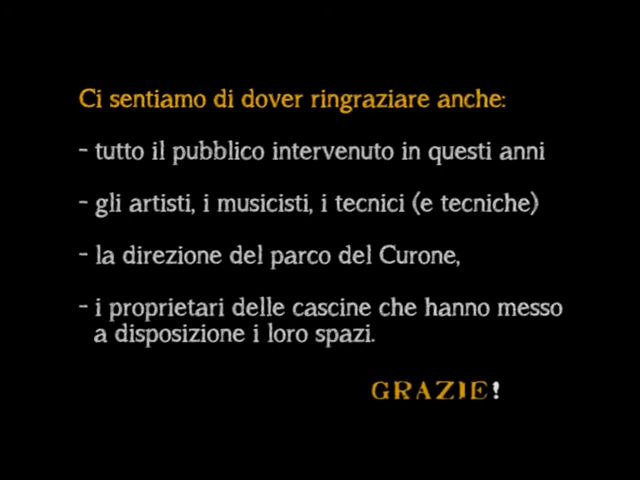 Ci sentiamo di dover ringraziare anche:
- tutto il pubblico intervenuto in questi anni
- gli artisti, i musicisti, i tecnici (e tecniche)
- la direzione del parco del Curone,
- i proprietari delle cascine che hanno messo
a disposizione i loro spazi.
GRAZIE!